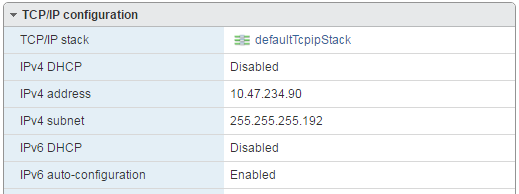 TCP/IP configuration
TCP/IP stack defaultTcpipStack
IPv4 DHCP Disabled
IPv4 address 10.47.234.90
IPv4 subnet 255.255.255.192
IPv6 DHCP Disabled
IPv6 auto-configuration Enabled